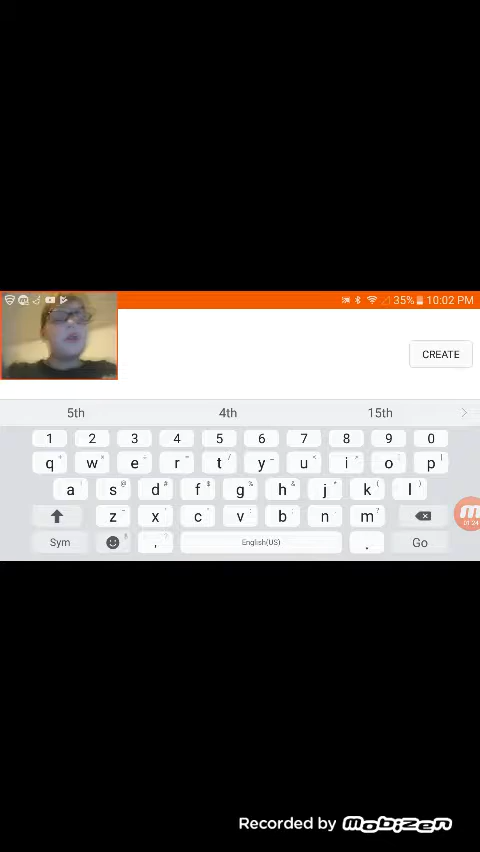 35% 10:02 PM
CREATE
5th 4th 15th
1 2 3 4 5 6 7 8 9 0
q w e r t y u i o p
a s d f g h j k l
z x c v b n m
Sym , English(US) . Go
Recorded by Mobizen